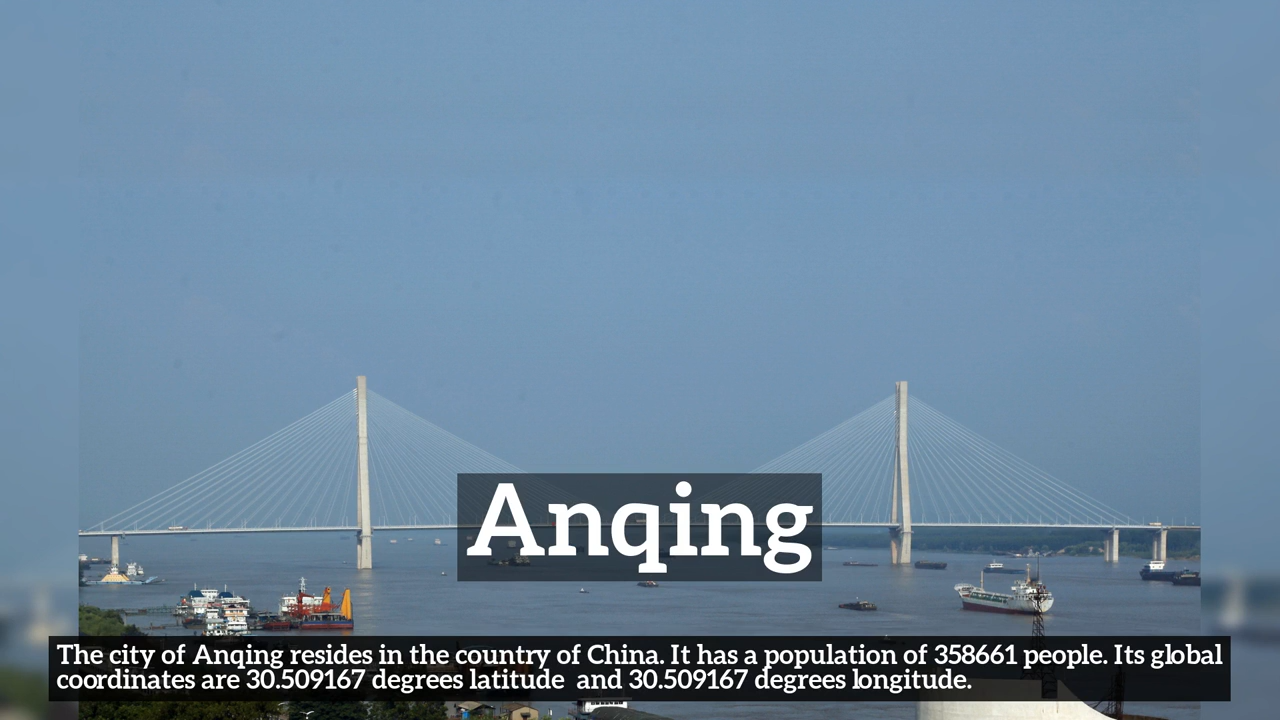 Anqing
The city of Anqing resides in the country of China. It has a population of 358661 people. Its global
coordinates are 30.509167 degrees latitude  and 30.509167 degrees longitude.